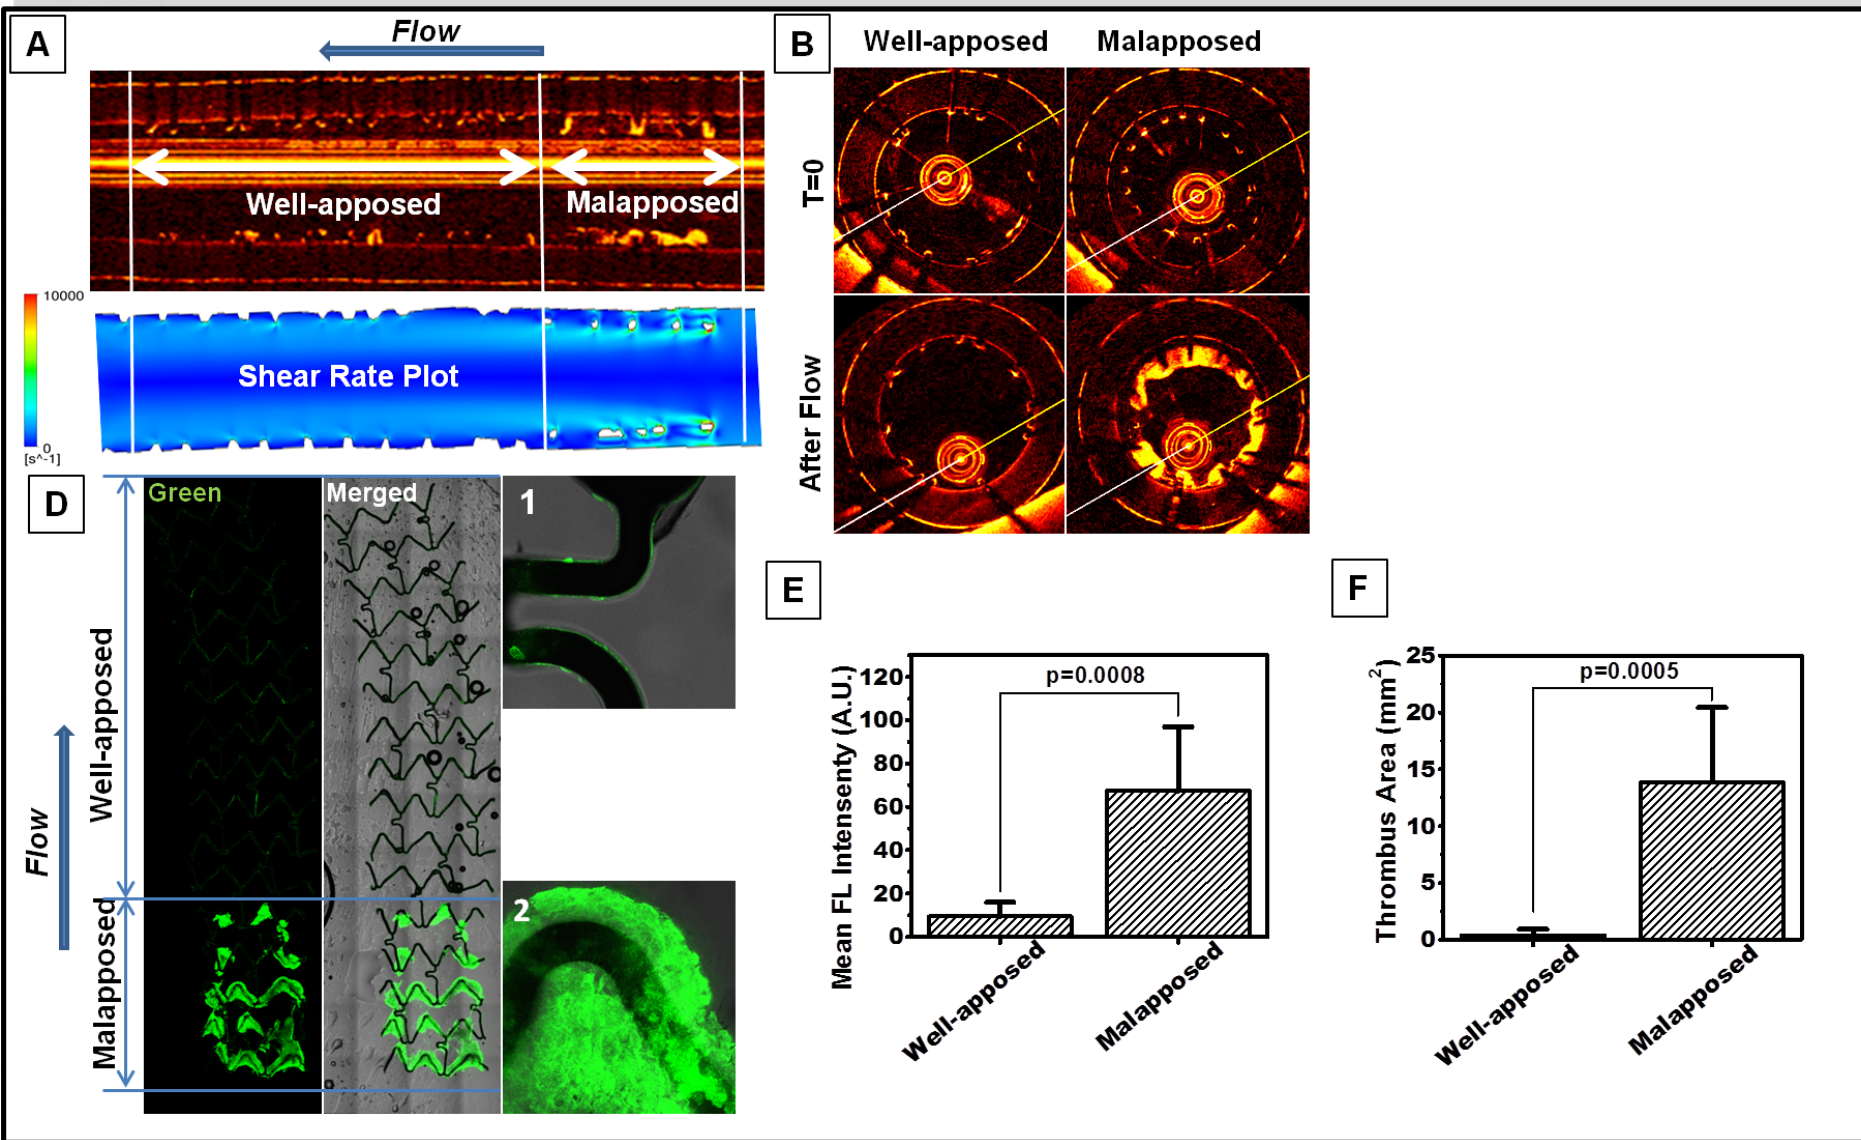 A
Flow
Well-apposed
Malapposed
10000
0
[s^-1]
Shear Rate Plot
B
Well-apposed
Malapposed
T=0
After Flow
D
Green
Merged
1
2
Well-apposed
Malapposed
Flow
E
Mean FL Intensenty (A.U.)
120
100
80
60
40
20
0
p=0.0008
Well-apposed
Malapposed
F
Thrombus Area (mm²)
25
20
15
10
5
0
p=0.0005
Well-apposed
Malapposed